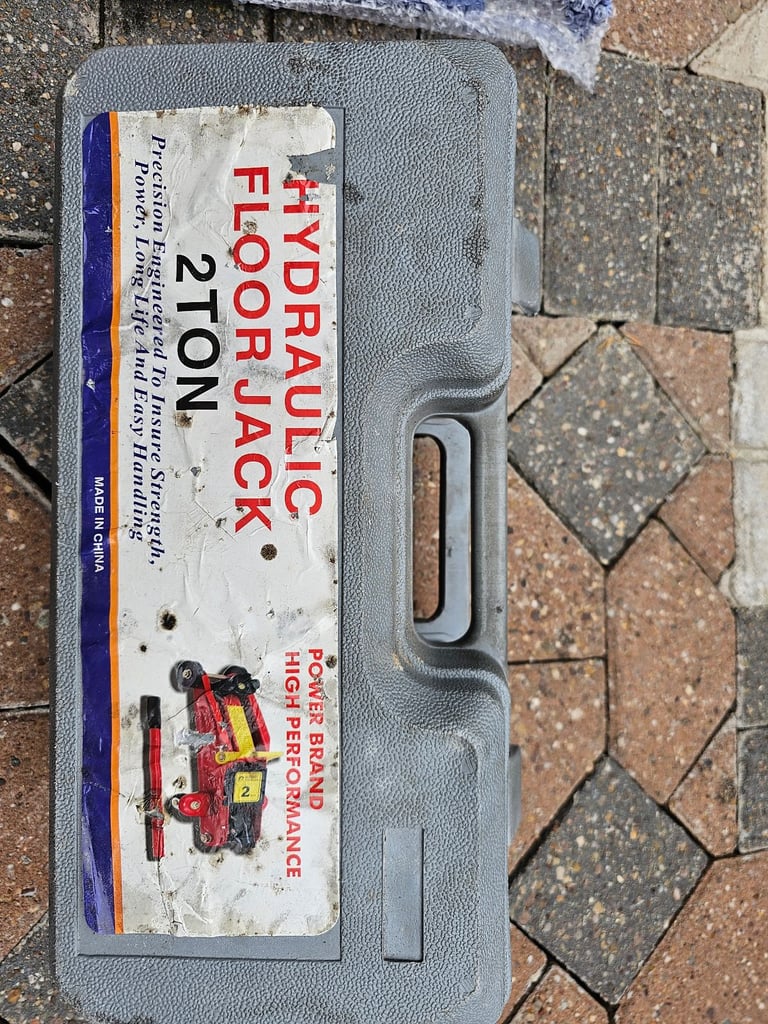 HYDRAULIC
FLOOR JACK
2TON
Precision Engineered To Insure Strength,
Power, Long Life And Easy Handling
MADE IN CHINA
POWER BRAND
HIGH PERFORMANCE
2